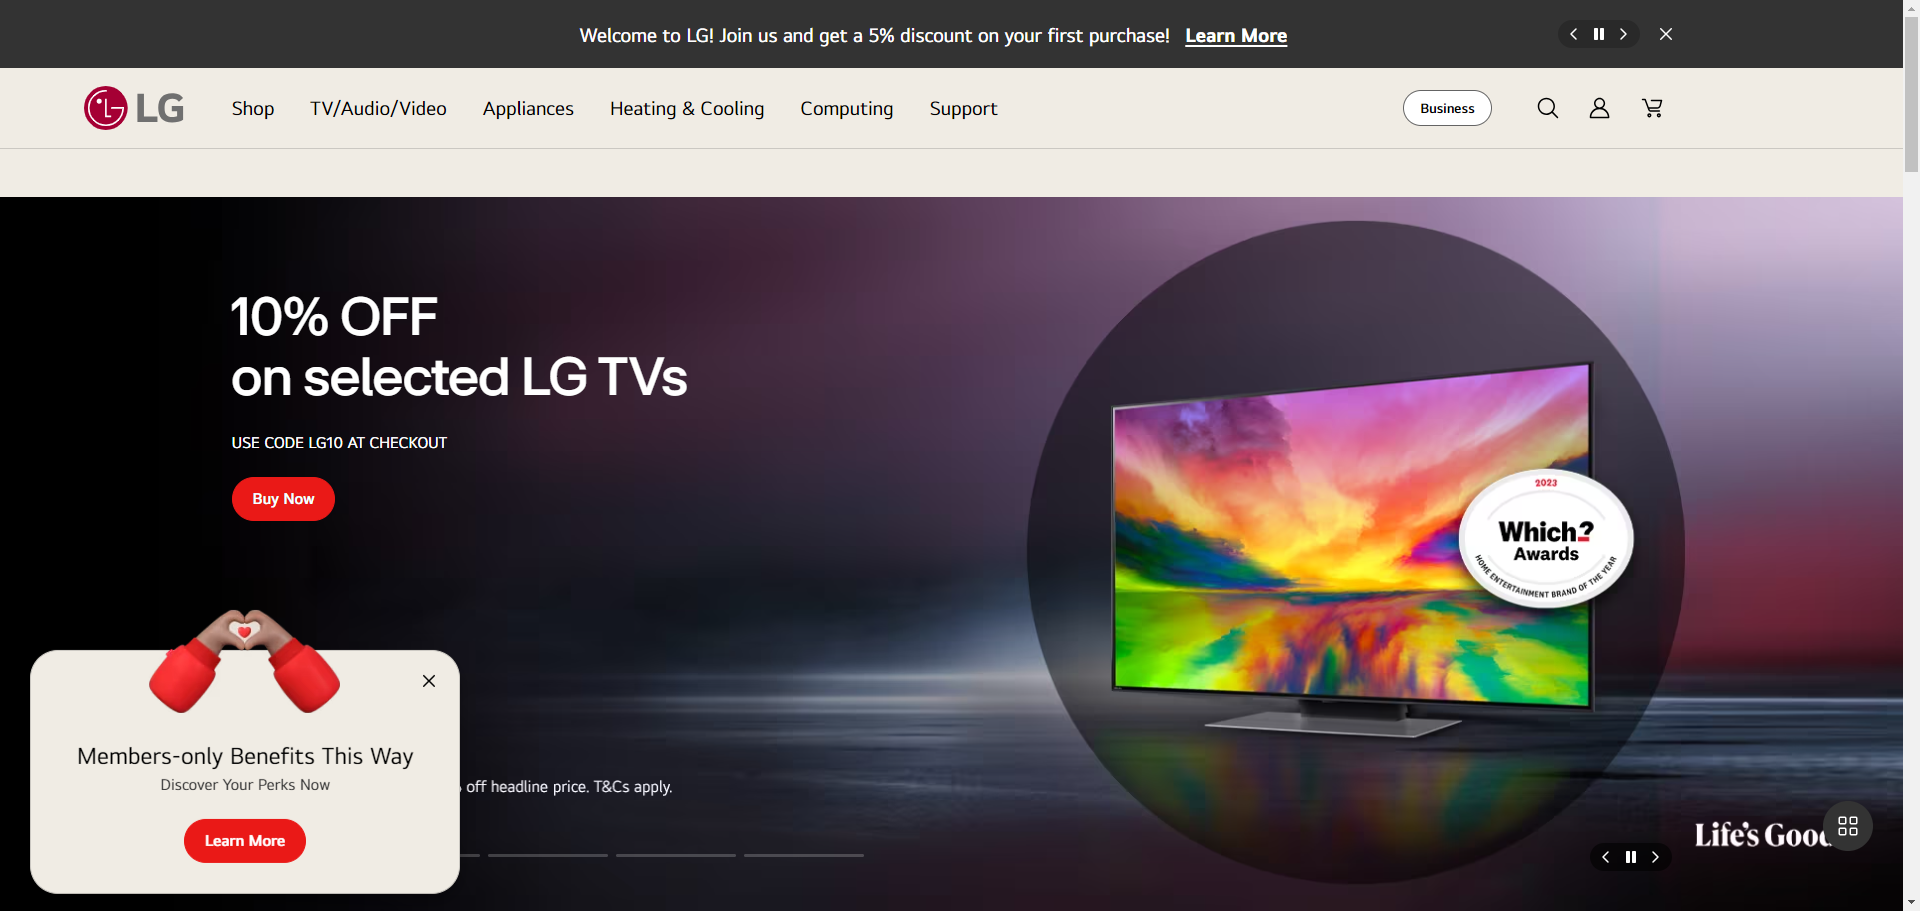 Welcome to LG! Join us and get a 5% discount on your first purchase! Learn More
LG
Shop
TV/Audio/Video
Appliances
Heating & Cooling
Computing
Support
Business
10% OFF
on selected LG TVs
USE CODE LG10 AT CHECKOUT
Buy Now
2023
Which?
Awards
HOME ENTERTAINMENT BRAND OF THE YEAR
Members-only Benefits This Way
Discover Your Perks Now
Learn More
off headline price. T&Cs apply.
Life's Good